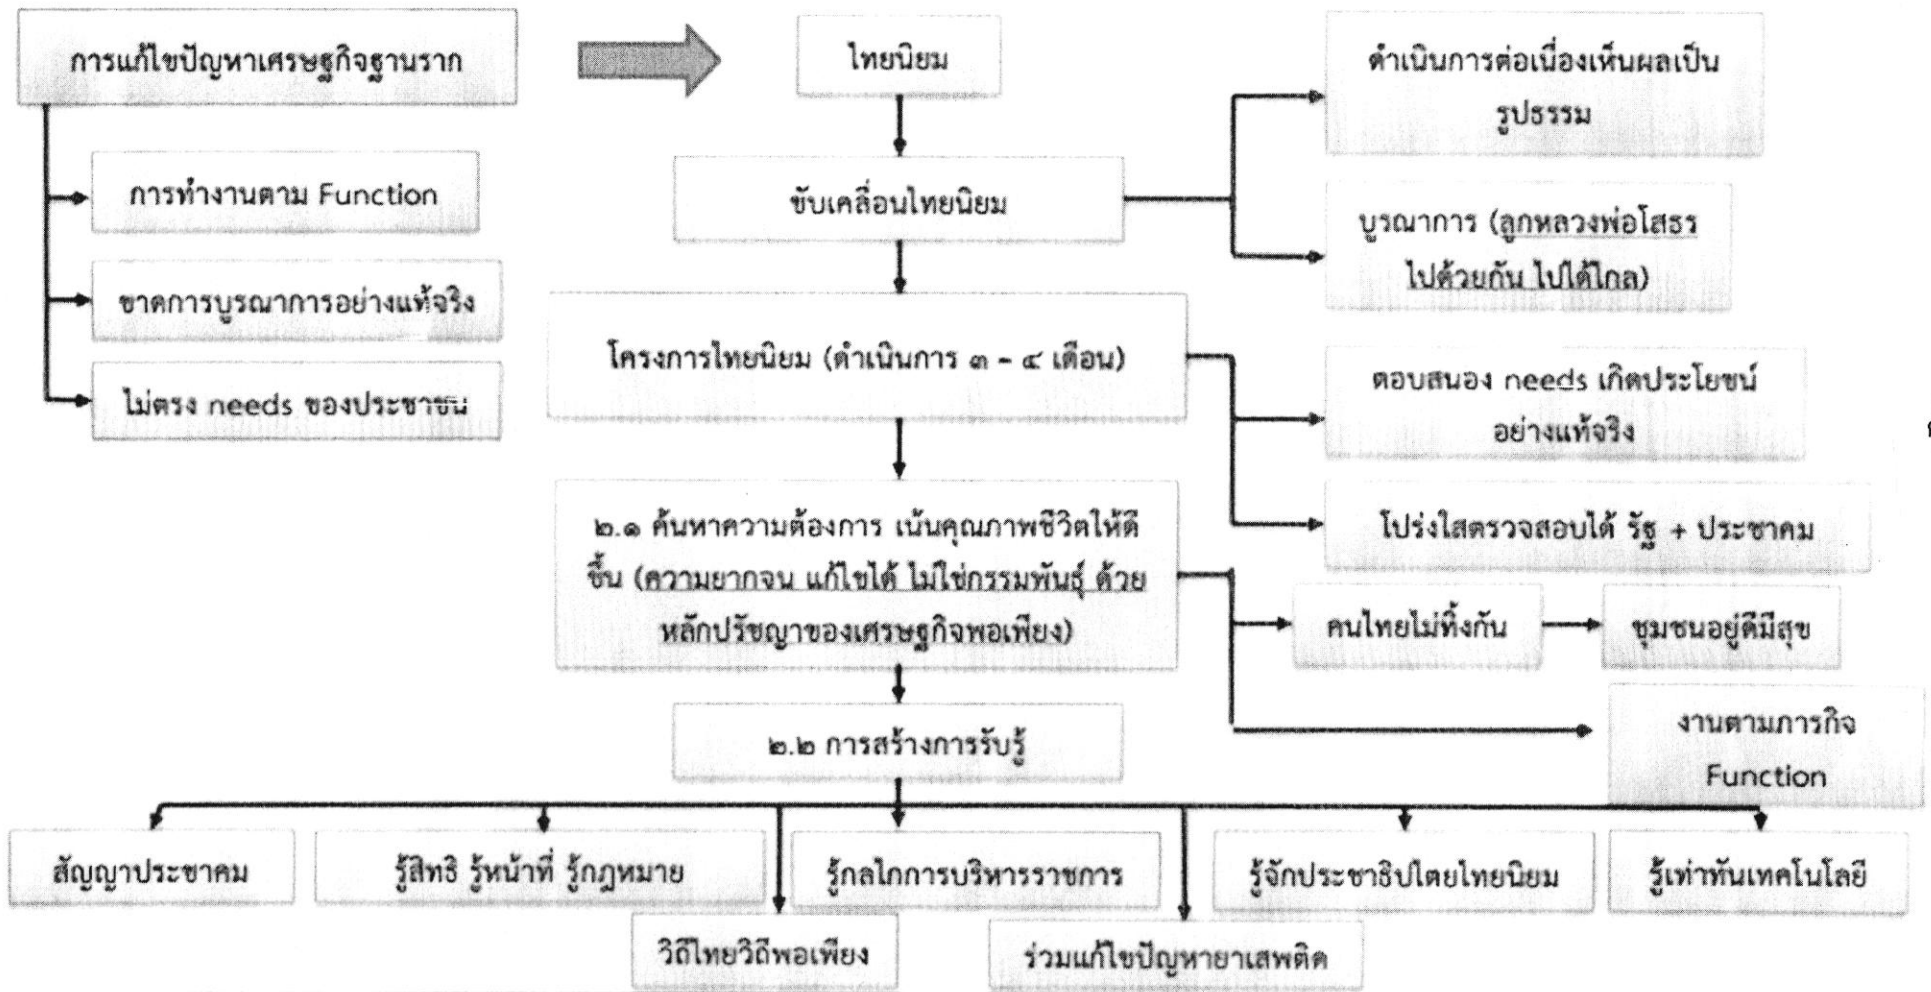 การแก้ไขปัญหาเศรษฐกิจฐานราก
การทำงานตาม Function
ขาดการบูรณาการอย่างแท้จริง
ไม่ตรง needs ของประชาชน
ไทยนิยม
ขับเคลื่อนไทยนิยม
ดำเนินการต่อเนื่องเห็นผลเป็น
รูปธรรม
บูรณาการ (ลูกหลวงพ่อโสธร
ไปด้วยกัน ไปได้ไกล)
โครงการไทยนิยม (ดำเนินการ ๓ - ๔ เดือน)
ตอบสนอง needs เกิดประโยชน์
อย่างแท้จริง
โปร่งใสตรวจสอบได้ รัฐ + ประชาคม
๒.๑ ค้นหาความต้องการ เน้นคุณภาพชีวิตให้ดี
ขึ้น (ความยากจน แก้ไขได้ ไม่ใช่กรรมพันธุ์ ด้วย
หลักปรัชญาของเศรษฐกิจพอเพียง)
คนไทยไม่ทิ้งกัน
ชุมชนอยู่ดีมีสุข
งานตามภารกิจ
Function
๒.๒ การสร้างการรับรู้
สัญญาประชาคม
รู้สิทธิ รู้หน้าที่ รู้กฎหมาย
รู้กลไกการบริหารราชการ
รู้จักประชาธิปไตยไทยนิยม
รู้เท่าทันเทคโนโลยี
วิถีไทยวิถีพอเพียง
ร่วมแก้ไขปัญหายาเสพติด